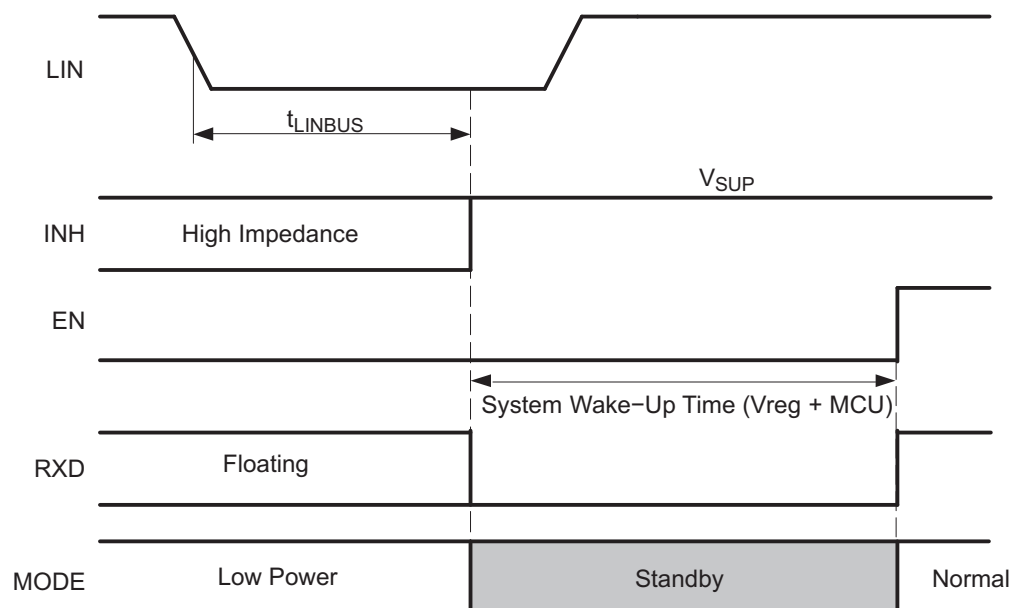 LIN
tLINBUS
VSUP
INH
High Impedance
EN
System Wake−Up Time (Vreg + MCU)
RXD
Floating
MODE
Low Power
Standby
Normal